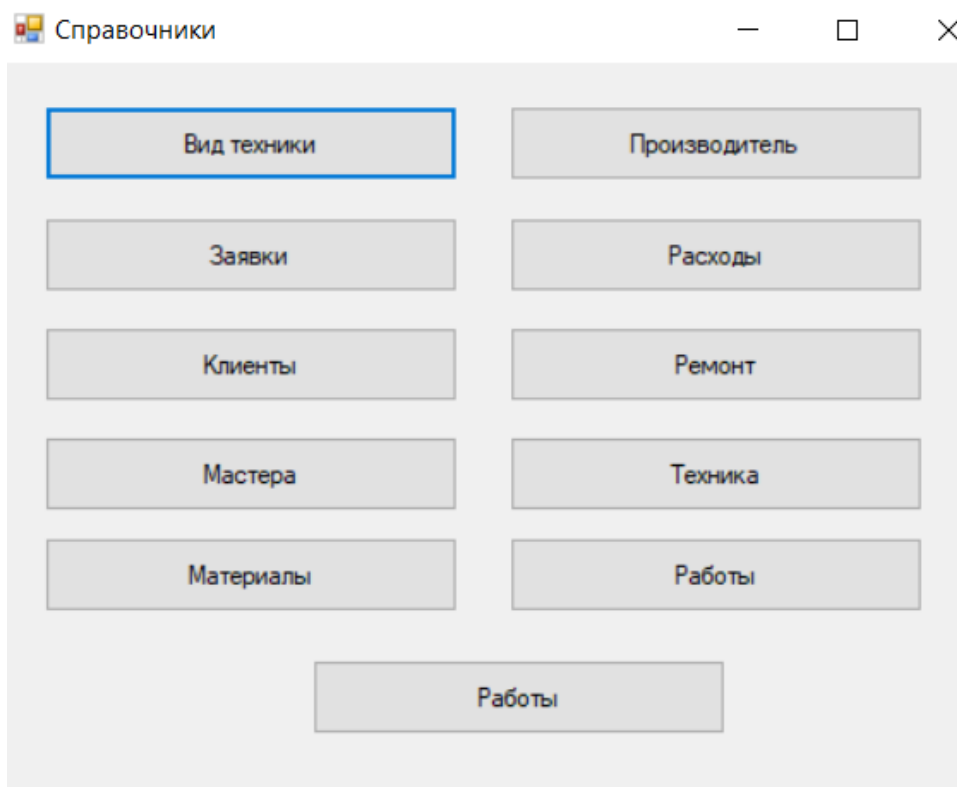 Справочники
Вид техники
Производитель
Заявки
Расходы
Клиенты
Ремонт
Мастера
Техника
Материалы
Работы
Работы